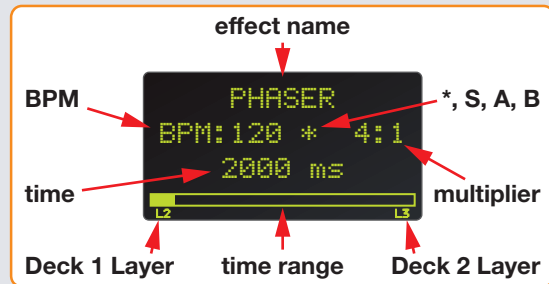 effect name
BPM
*, S, A, B
PHASER
BPM:120 * 4:1
2000 ms
time
multiplier
L2
L3
Deck 1 Layer
time range
Deck 2 Layer